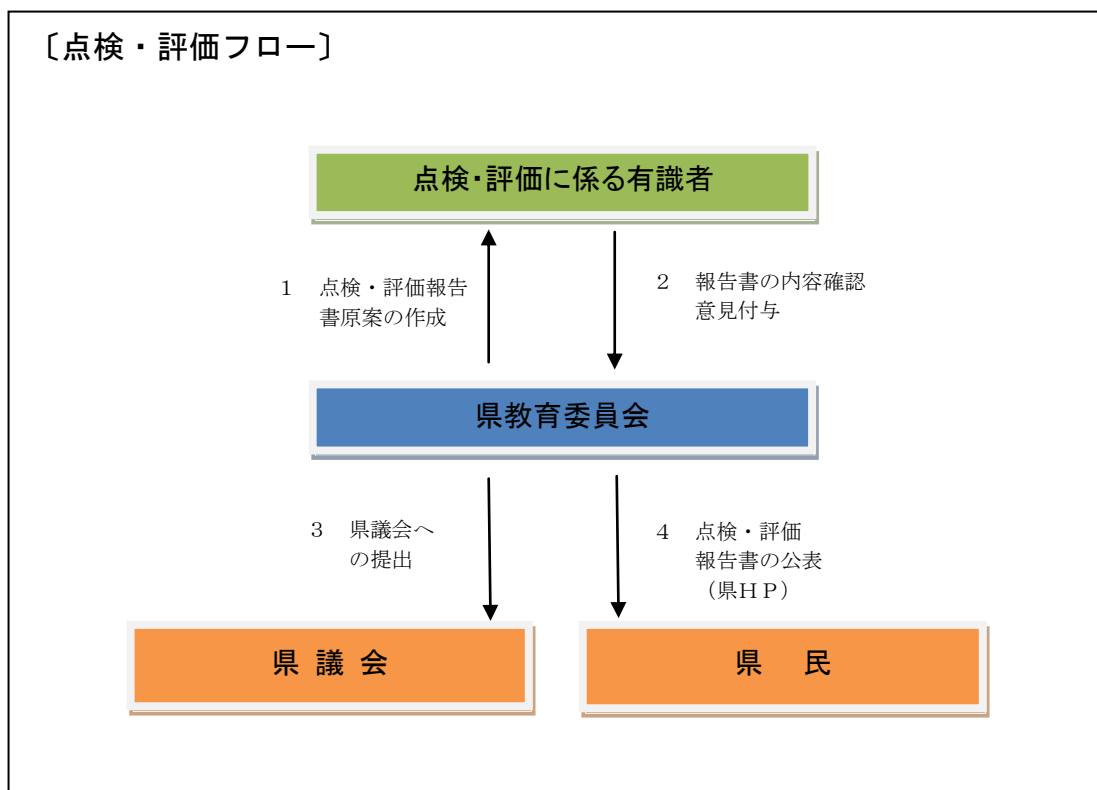 〔点検・評価フロー〕
点検・評価に係る有識者
1 点検・評価報告
書原案の作成
2 報告書の内容確認
意見付与
県教育委員会
3 県議会へ
の提出
4 点検・評価
報告書の公表
（県ＨＰ）
県 議 会
県 民